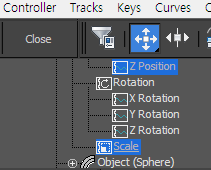 Controller Tracks Keys Curves
Close
Z Position
Rotation
X Rotation
Y Rotation
Z Rotation
Scale
Object (Sphere)